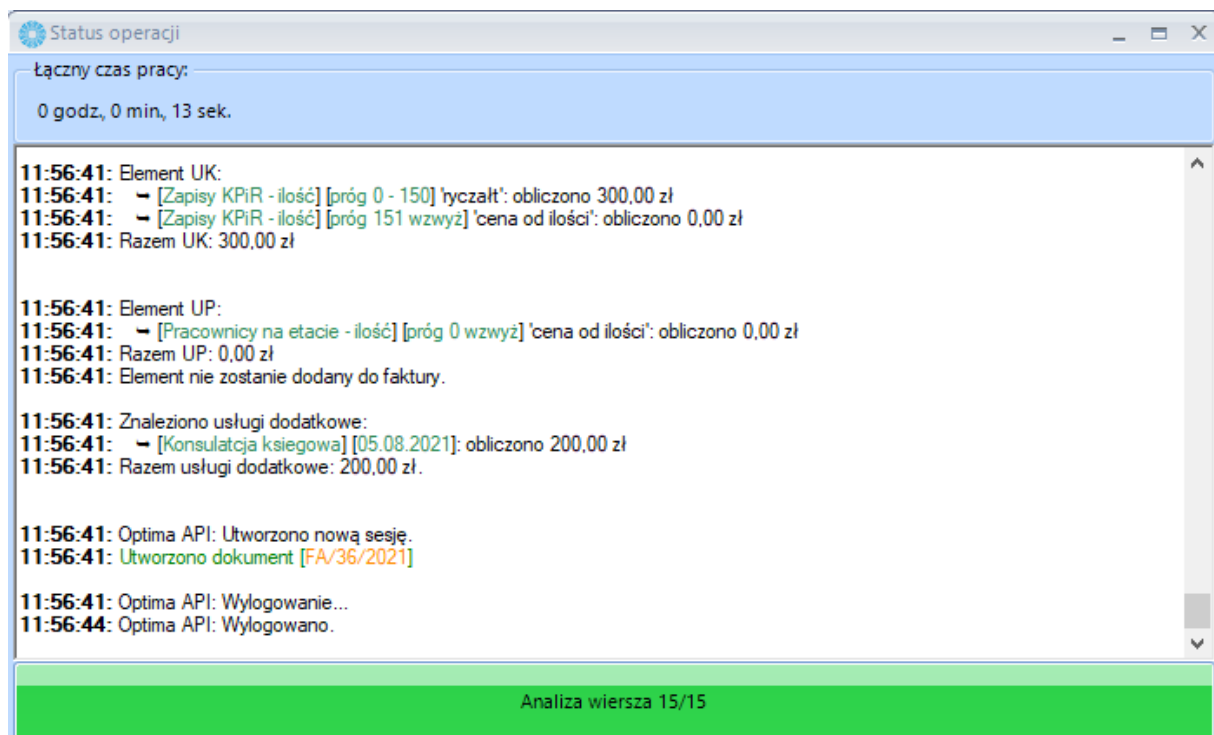 Status operacji
Łączny czas pracy:
0 godz., 0 min., 13 sek.
11:56:41: Element UK:
11:56:41: ➥ [Zapisy KPiR - ilość] [próg 0 - 150] 'ryczałt': obliczono 300,00 zł
11:56:41: ➥ [Zapisy KPiR - ilość] [próg 151 wzwyż] 'cena od ilości': obliczono 0,00 zł
11:56:41: Razem UK: 300,00 zł
11:56:41: Element UP:
11:56:41: ➥ [Pracownicy na etacie - ilość] [próg 0 wzwyż] 'cena od ilości': obliczono 0,00 zł
11:56:41: Razem UP: 0,00 zł
11:56:41: Element nie zostanie dodany do faktury.
11:56:41: Znaleziono usługi dodatkowe:
11:56:41: ➥ [Konsulatcja ksiegowa] [05.08.2021]: obliczono 200,00 zł
11:56:41: Razem usługi dodatkowe: 200,00 zł.
11:56:41: Optima API: Utworzono nową sesję.
11:56:41: Utworzono dokument [FA/36/2021]
11:56:41: Optima API: Wylogowanie...
11:56:44: Optima API: Wylogowano.
Analiza wiersza 15/15